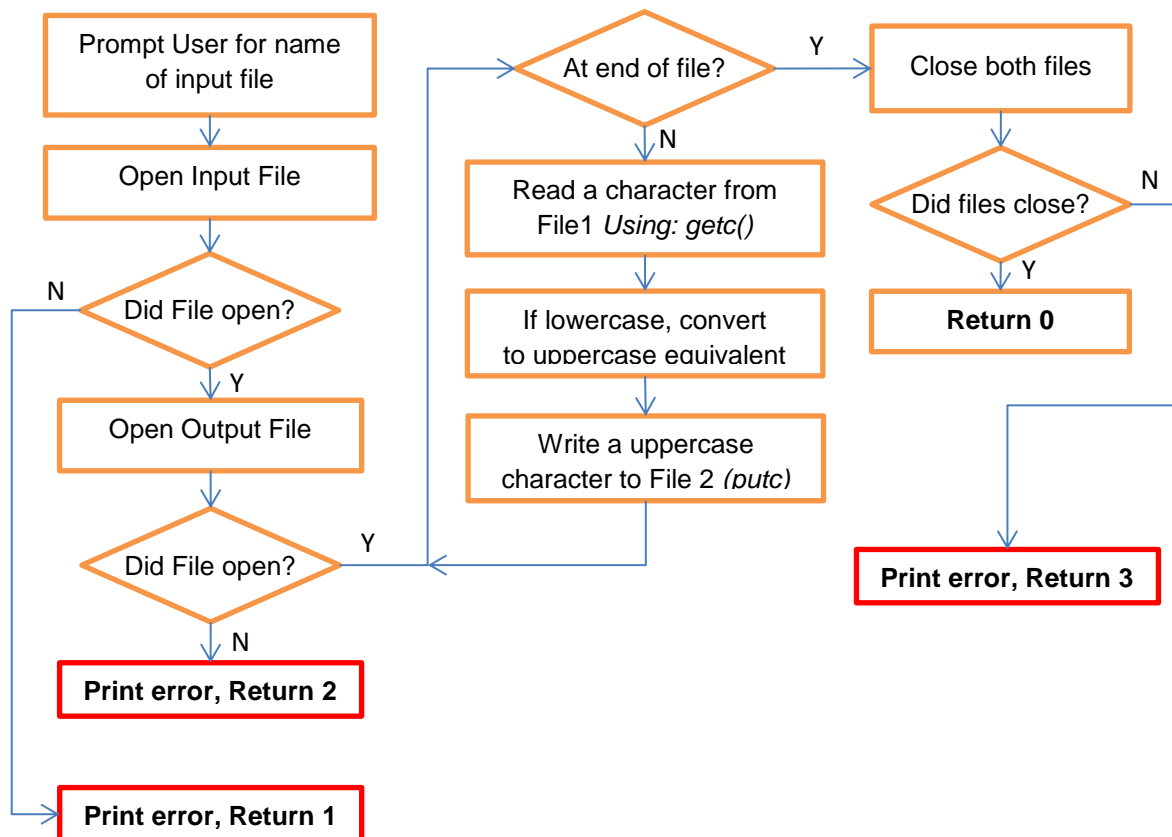 Prompt User for name
of input file
Open Input File
N
Did File open?
Y
Open Output File
Did File open?
Y
N
Print error, Return 2
Print error, Return 1
At end of file?
Y
N
Read a character from
File1 Using: getc()
If lowercase, convert
to uppercase equivalent
Write a uppercase
character to File 2 (putc)
Close both files
Did files close?
N
Y
Return 0
Print error, Return 3